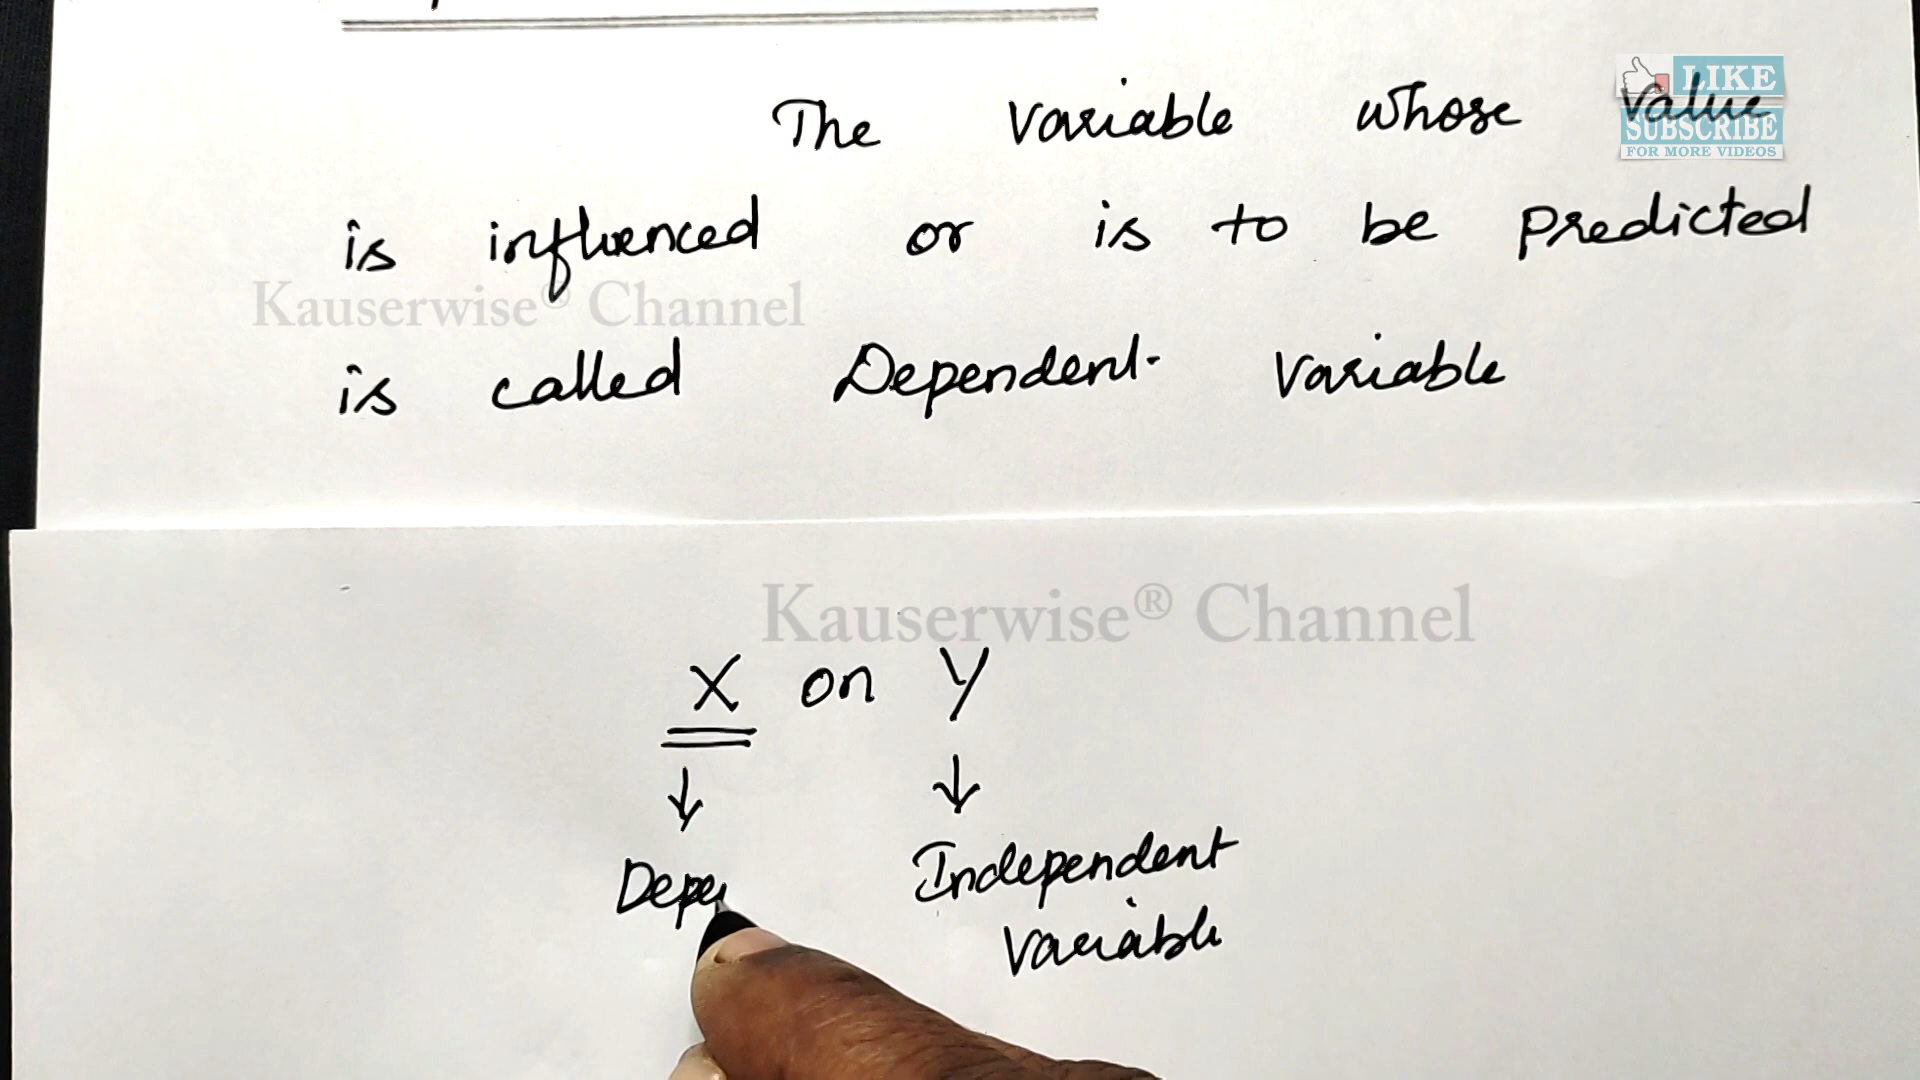 The Variable whose Value
is influenced or is to be Predicted
is called Dependent Variable
LIKE
SUBSCRIBE
FOR MORE VIDEOS
Kauserwise® Channel
Kauserwise® Channel
X on Y
↓ ↓
Depe Independent
Variable